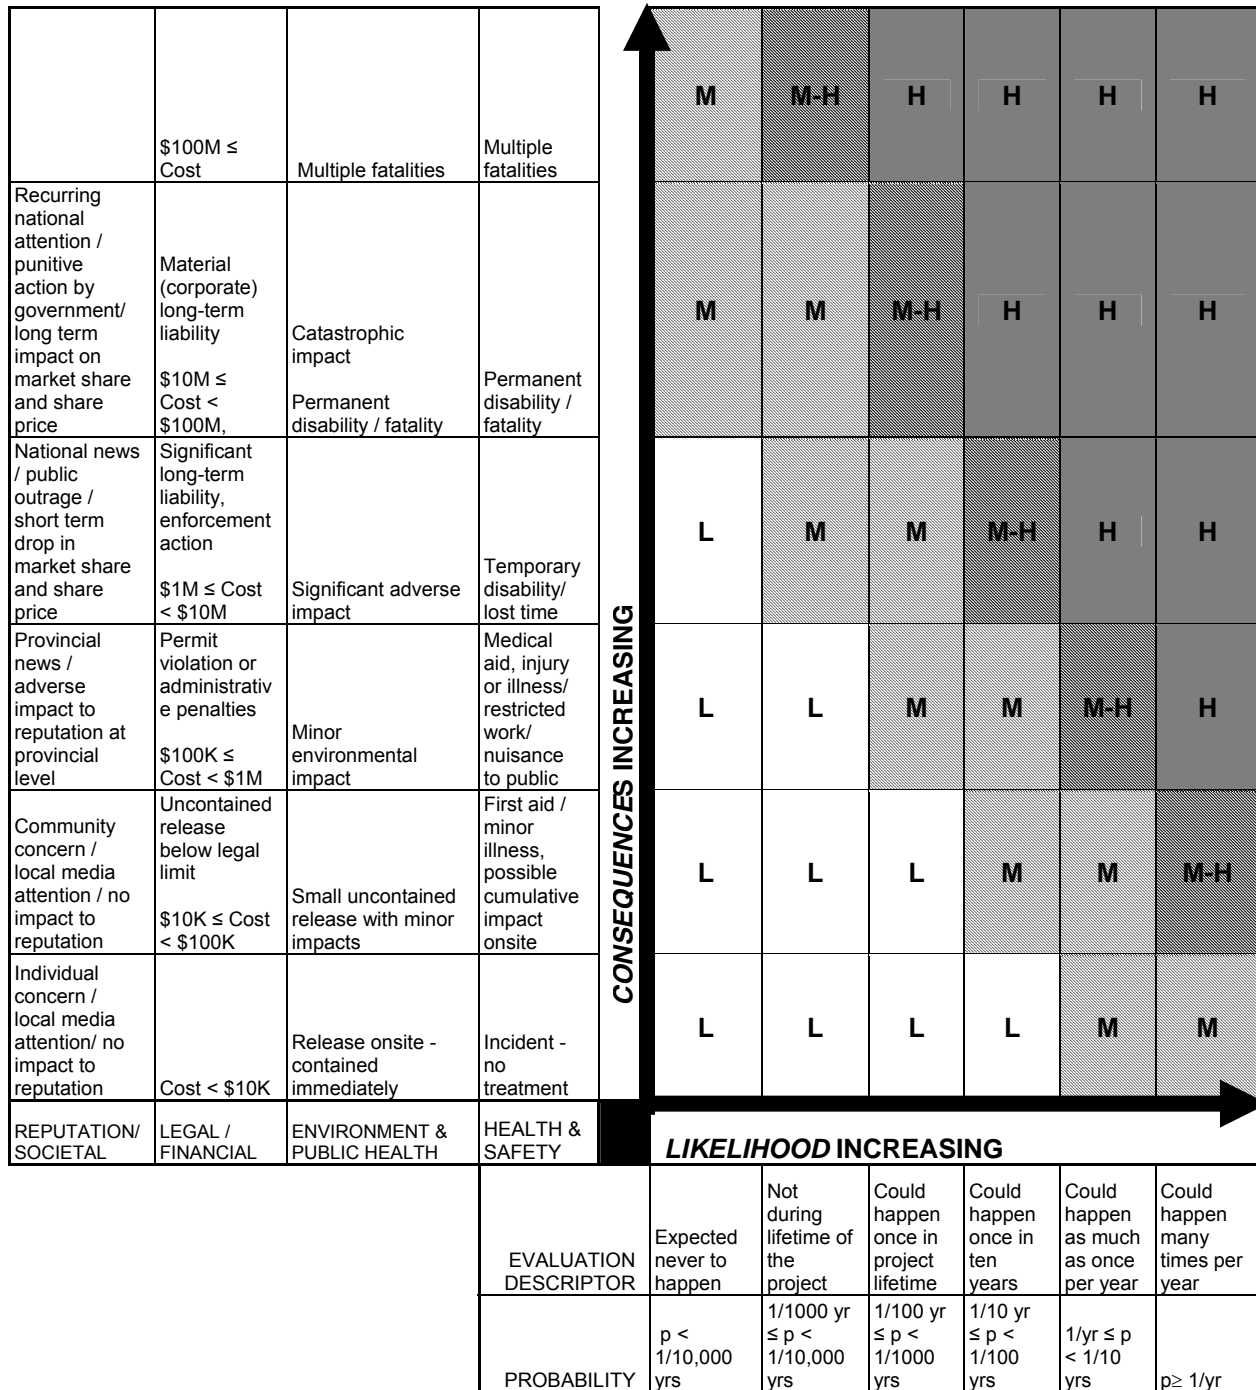 $100M ≤
Cost
Multiple fatalities
Multiple
fatalities
M M-H H H H H
Recurring
national
attention /
punitive
action by
government/
long term
impact on
market share
and share
price
Material
(corporate)
long-term
liability
$10M ≤
Cost <
$100M,
Catastrophic
impact
Permanent
disability / fatality
Permanent
disability /
fatality
M M M-H H H H
National news
/ public
outrage /
short term
drop in
market share
and share
price
Significant
long-term
liability,
enforcement
action
$1M ≤ Cost
< $10M
Significant adverse
impact
Temporary
disability/
lost time
L M M M-H H H
Provincial
news /
adverse
impact to
reputation at
provincial
level
Permit
violation or
administrativ
e penalties
$100K ≤
Cost < $1M
Minor
environmental
impact
Medical
aid, injury
or illness/
restricted
work/
nuisance
to public
L L M M M-H H
Community
concern /
local media
attention / no
impact to
reputation
Uncontained
release
below legal
limit
$10K ≤ Cost
< $100K
Small uncontained
release with minor
impacts
First aid /
minor
illness,
possible
cumulative
impact
onsite
L L L M M M-H
Individual
concern /
local media
attention/ no
impact to
reputation
Cost < $10K
Release onsite -
contained
immediately
Incident -
no
treatment
L L L L M M
CONSEQUENCES INCREASING
REPUTATION/
SOCIETAL
LEGAL /
FINANCIAL
ENVIRONMENT &
PUBLIC HEALTH
HEALTH &
SAFETY
LIKELIHOOD INCREASING
EVALUATION
DESCRIPTOR
Expected
never to
happen
Not
during
lifetime of
the
project
Could
happen
once in
project
lifetime
Could
happen
once in
ten
years
Could
happen
as much
as once
per year
Could
happen
many
times per
year
PROBABILITY
p <
1/10,000
yrs
1/1000 yr
≤ p <
1/10,000
yrs
1/100 yr
≤ p <
1/1000
yrs
1/10 yr
≤ p <
1/100
yrs
1/yr ≤ p
< 1/10
yrs
p≥ 1/yr